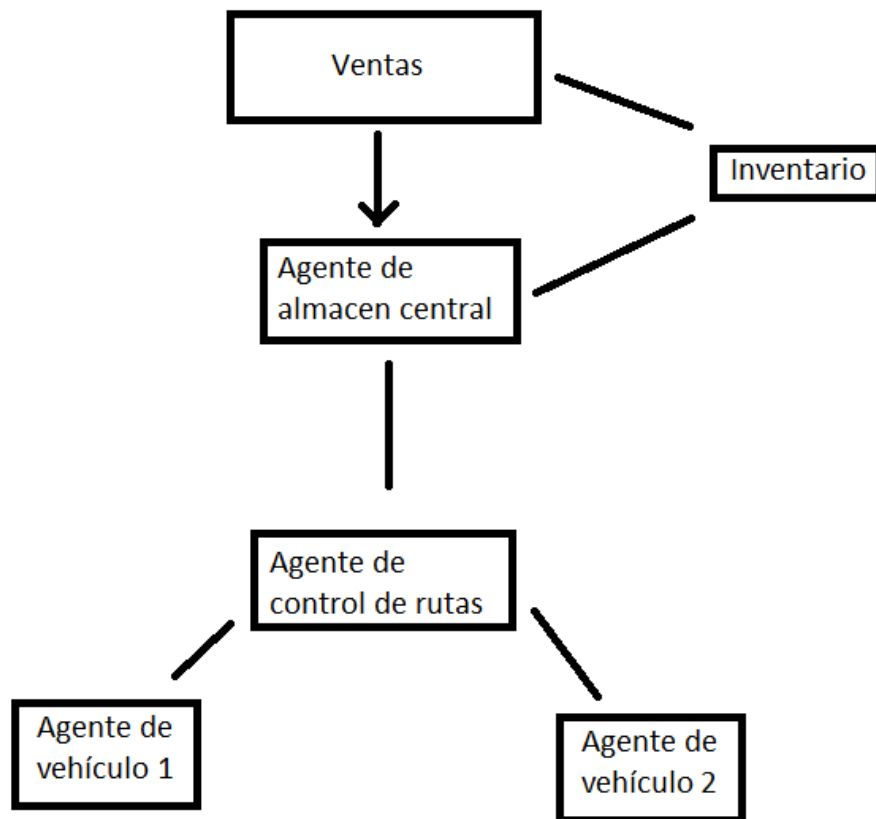 Ventas
Inventario
Agente de
almacen central
Agente de
control de rutas
Agente de
vehículo 1
Agente de
vehículo 2